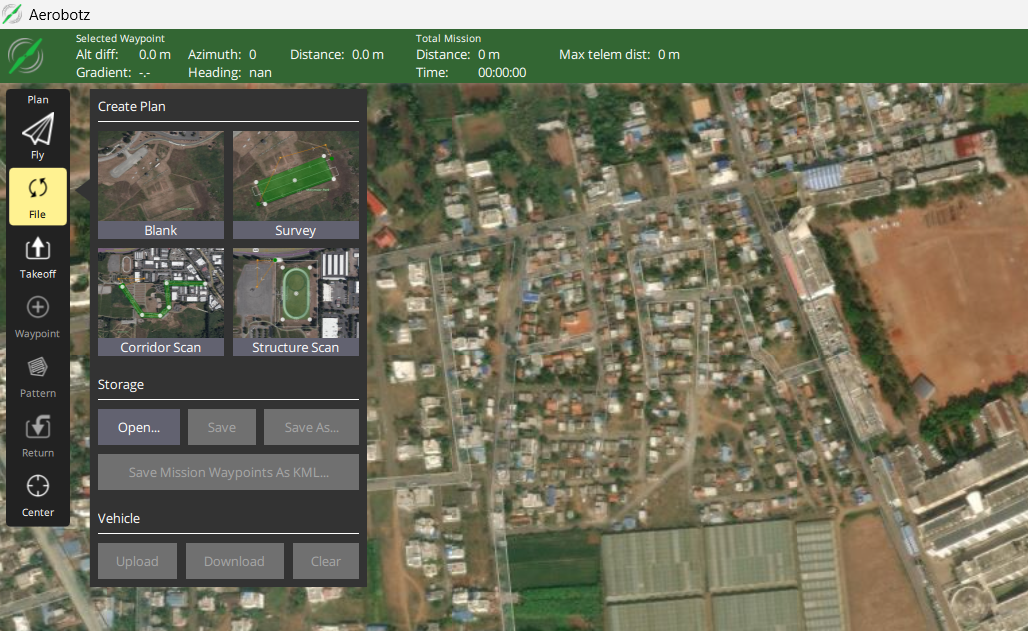 Aerobotz
Selected Waypoint
Alt diff: 0.0 m Azimuth: 0 Distance: 0.0 m
Gradient: -.- Heading: nan
Total Mission
Distance: 0 m Max telem dist: 0 m
Time: 00:00:00
Plan
Fly
File
Takeoff
Waypoint
Pattern
Return
Center
Create Plan
Blank Survey
Corridor Scan Structure Scan
Storage
Open... Save Save As...
Save Mission Waypoints As KML...
Vehicle
Upload Download Clear